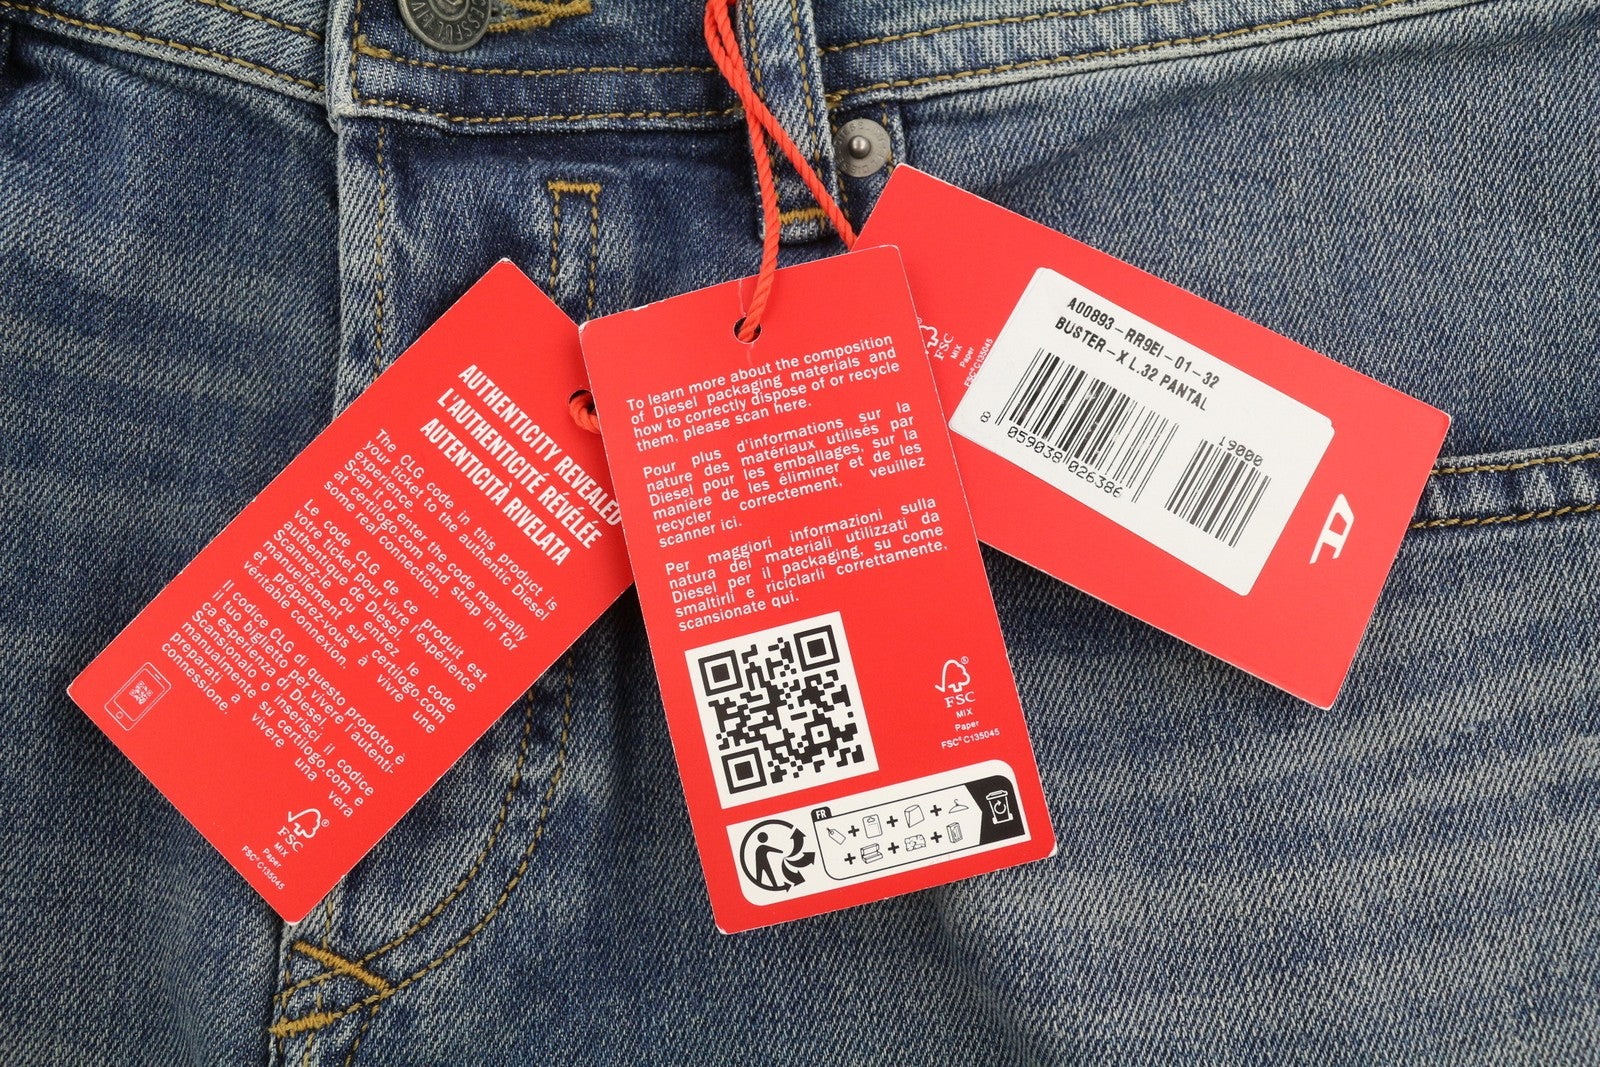 SSFUL LIVI
AUTHENTICITY REVEALED
L'AUTHENTICITÉ RÉVÉLÉE
AUTENTICITÀ RIVELATA
The CLG Code in this product is
your ticket to the authentic Diesel
experience.
Scan it or enter the code manually
at certilogo.com and strap in for
some real connection.
Le code CLG de ce produit est
votre ticket pour vivre l'expérience
authentique de Diesel.
Scannez-le ou entrez le code
manuellement sur certilogo.com
et préparez-vous à vivre une
véritable connexion.
Il codice CLG di questo prodotto è
il tuo biglietto per vivere l'autenti-
ca esperienza di Diesel.
Scansionalo o inserisci il codice
manualmente su certilogo.com e
preparati a vivere una vera
connessione.
FSC
MIX
Paper
FSC® C135045
To learn more about the composition
of Diesel packaging materials and
how to correctly dispose of or recycle
them, please scan here.
Pour plus d'informations sur la
nature des matériaux utilisés par
Diesel pour les emballages, sur la
manière de les éliminer et de les
recycler correctement, veuillez
scanner ici.
Per maggiori informazioni sulla
natura dei materiali utilizzati da
Diesel per il packaging, su come
smaltirli e riciclarli correttamente,
scansionate qui.
FSC®
MIX
Paper
FSC® C135045
FR
FSC
MIX
Paper
FSC® C135045
A00893-RR9EI-01-32
BUSTER-X L.32 PANTAL
8 059038 026386
19000
D